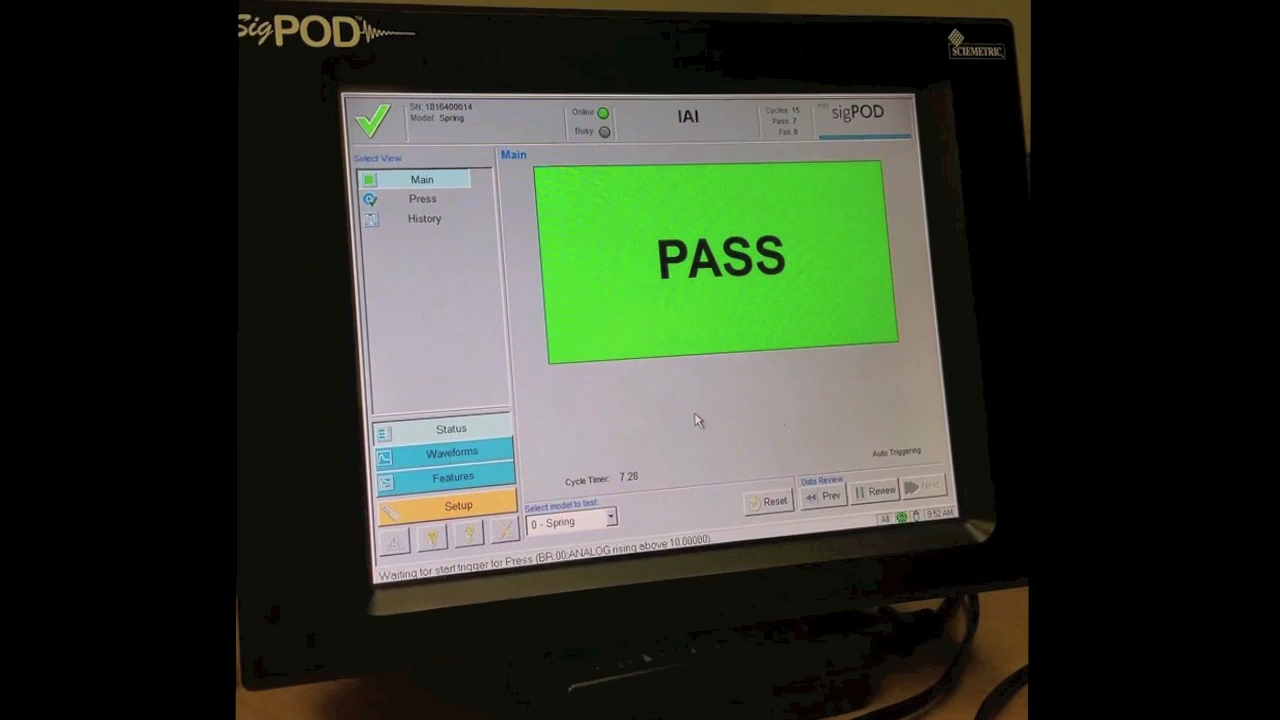 sigPOD™
SCIEMETRIC
SN: 1816400014
Model: Spring
Online
Busy
IAI
Cycles: 15
Pass: 7
Fail: 8
sigPOD
Select View
Main
Press
History
Main
PASS
Status
Waveforms
Features
Setup
Auto Triggering
Cycle Timer: 7.28
Select model to test:
0 - Spring
Reset
Data Review
Prev
Review
Next
9:52 AM
Waiting for start trigger for Press (BR:00:ANALOG rising above 10.00000)...